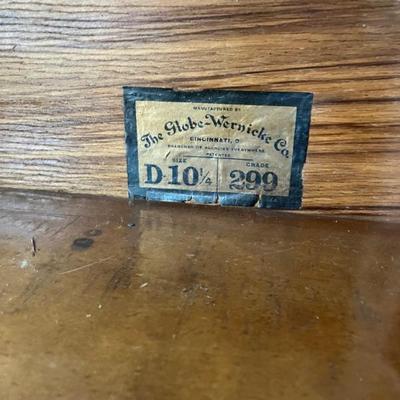 MANUFACTURED BY
The Globe-Wernicke Co.
CINCINNATI, O.
BRANCHES OR AGENCIES EVERYWHERE
PATENTED
SIZE GRADE
D-10¼ 299